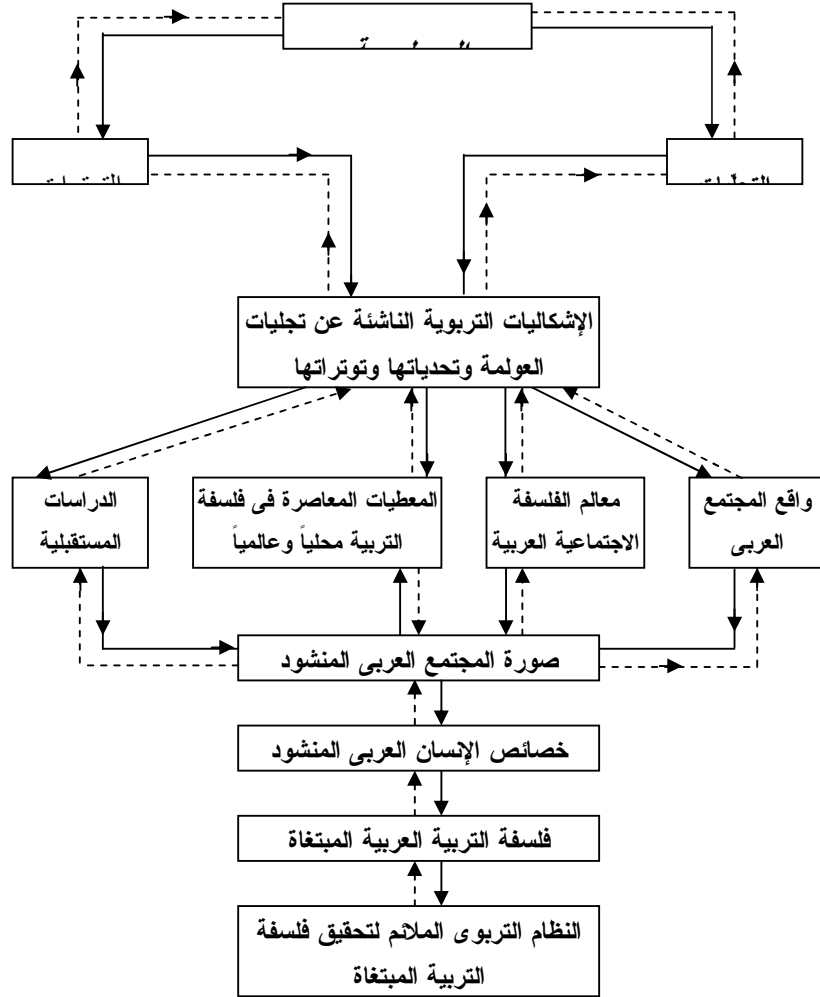 الإشكاليات التربوية الناشئة عن تجليات
العولمة وتحدياتها وتوتراتها
واقع المجتمع
العربى
معالم الفلسفة
الاجتماعية العربية
المعطيات المعاصرة فى فلسفة
التربية محلياً وعالمياً
الدراسات
المستقبلية
صورة المجتمع العربى المنشود
خصائص الإنسان العربى المنشود
فلسفة التربية العربية المبتغاة
النظام التربوى الملائم لتحقيق فلسفة
التربية المبتغاة